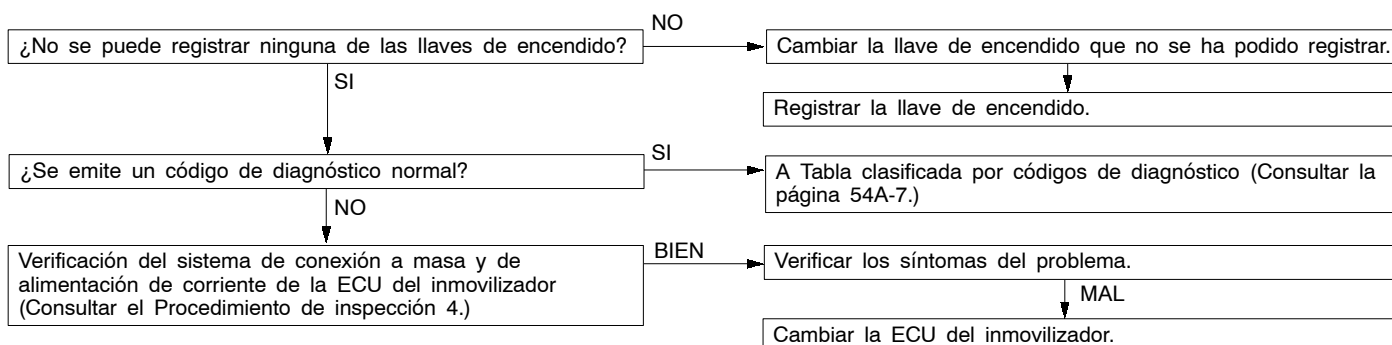 ¿No se puede registrar ninguna de las llaves de encendido?
NO
Cambiar la llave de encendido que no se ha podido registrar.
SI
Registrar la llave de encendido.
¿Se emite un código de diagnóstico normal?
SI
A Tabla clasificada por códigos de diagnóstico (Consultar la
página 54A-7.)
NO
Verificación del sistema de conexión a masa y de
alimentación de corriente de la ECU del inmovilizador
(Consultar el Procedimiento de inspección 4.)
BIEN
Verificar los síntomas del problema.
MAL
Cambiar la ECU del inmovilizador.